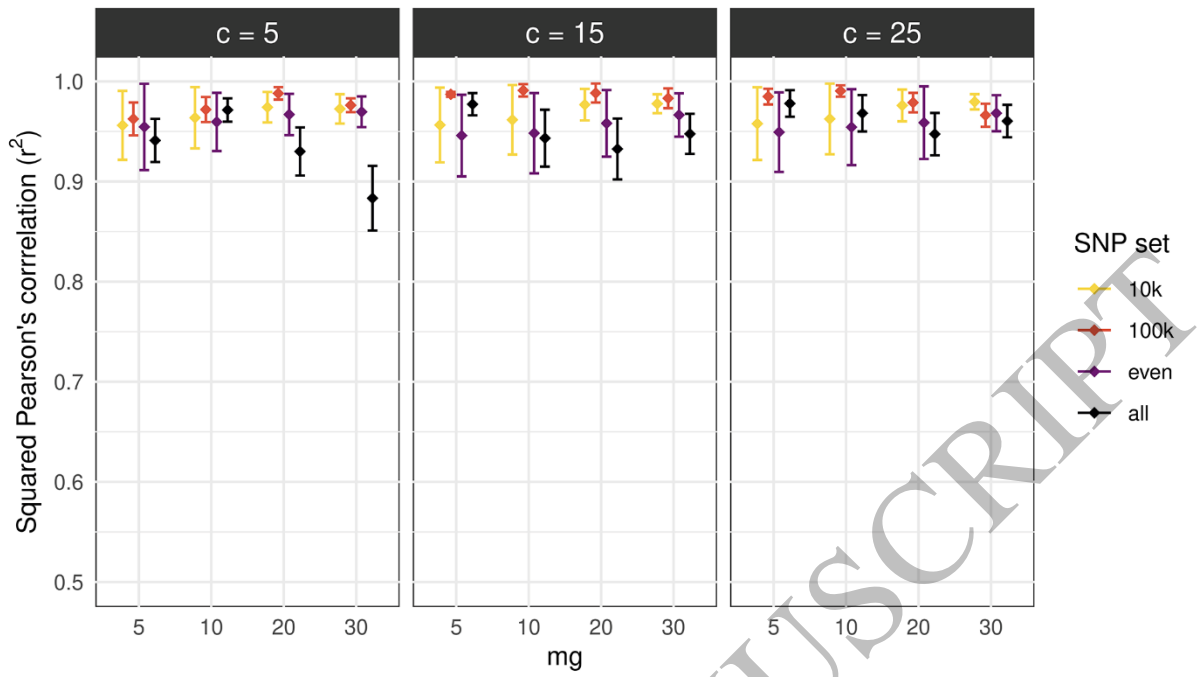 c = 5
c = 15
c = 25
Squared Pearson's corrrelation (r²)
1.0
0.9
0.8
0.7
0.6
0.5
5 10 20 30
5 10 20 30
5 10 20 30
mg
SNP set
10k
100k
even
all
USCRIPT